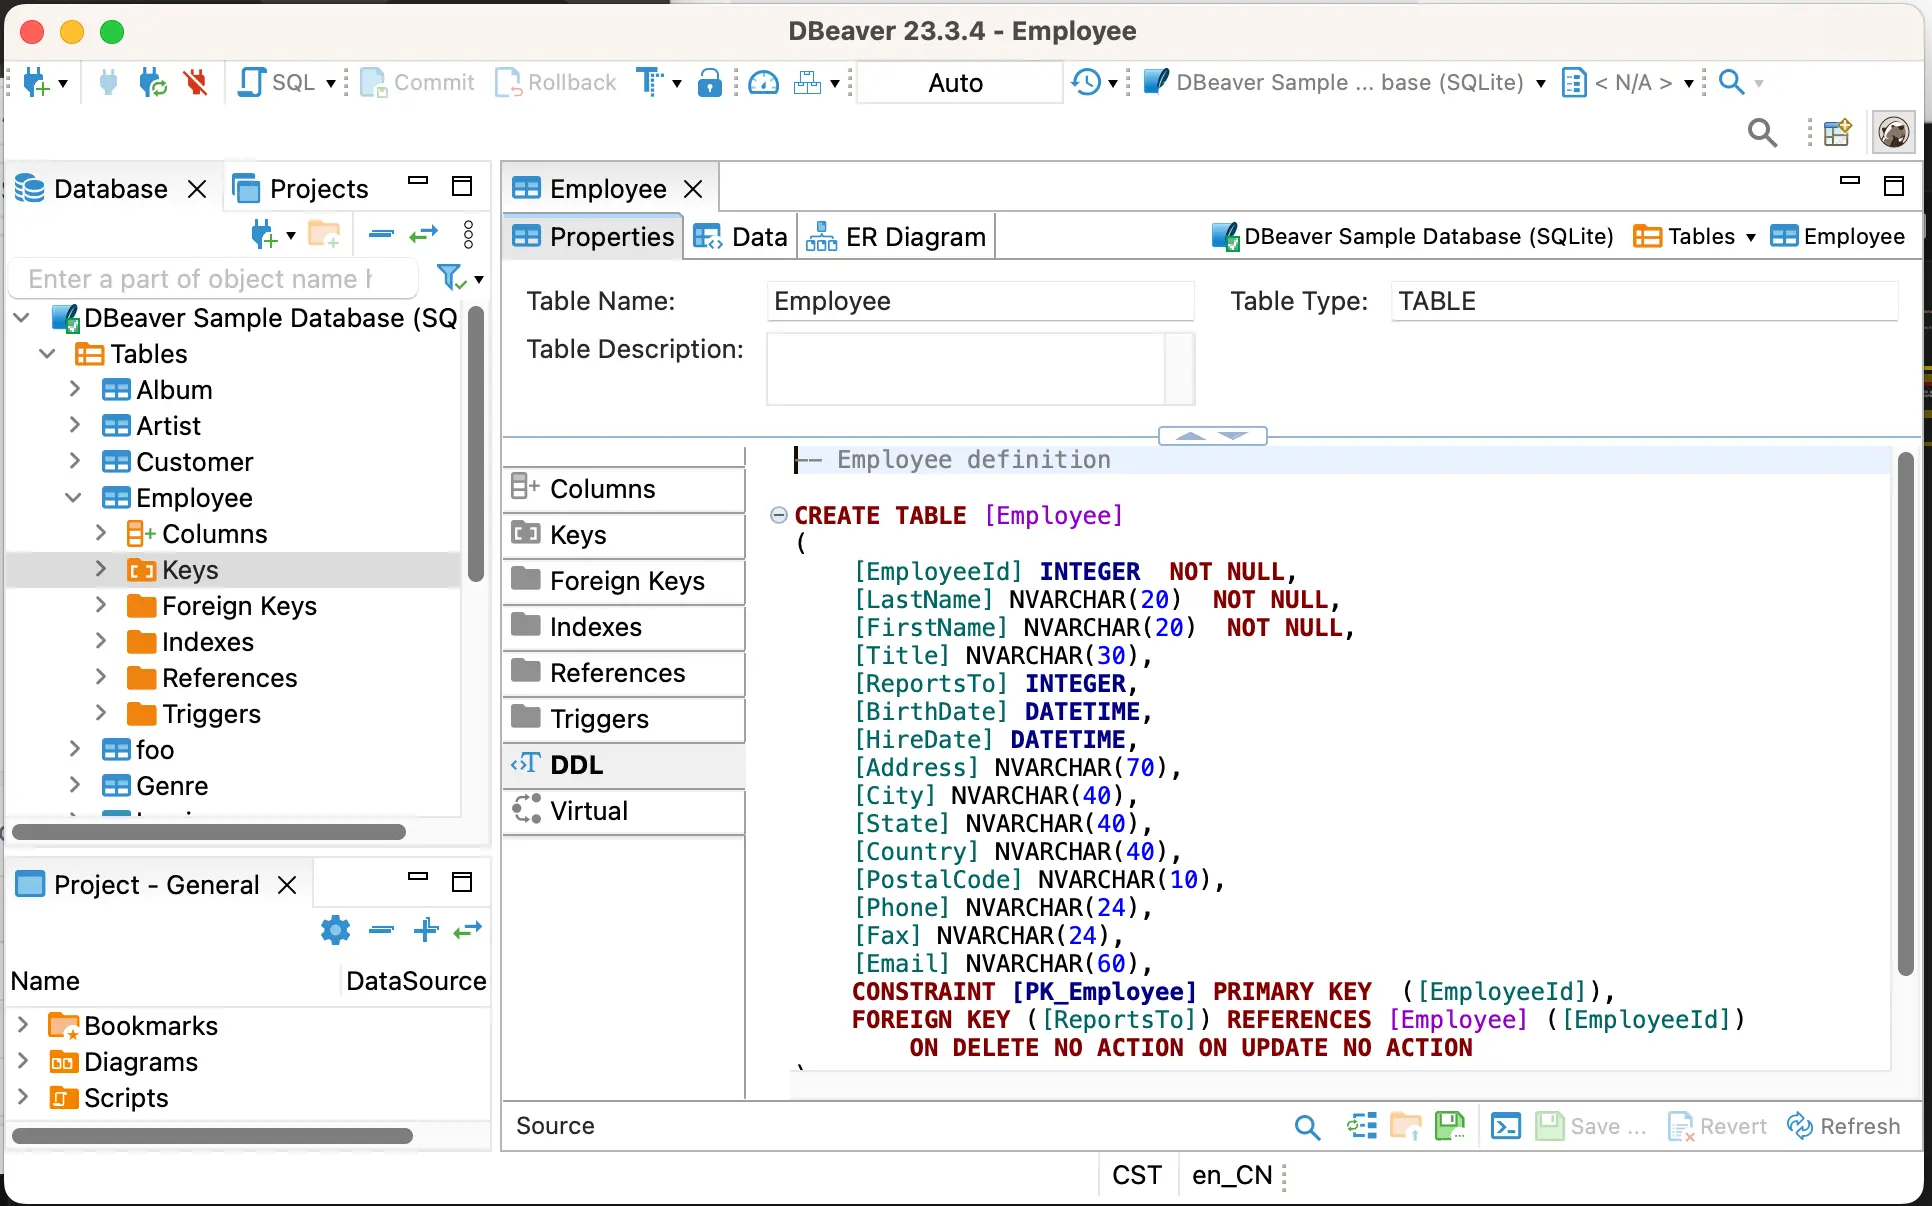 DBeaver 23.3.4 - Employee
SQL
Commit
Rollback
Auto
DBeaver Sample ... base (SQLite)
< N/A >
Database
Projects
Enter a part of object name h
DBeaver Sample Database (SQ
Tables
Album
Artist
Customer
Employee
Columns
Keys
Foreign Keys
Indexes
References
Triggers
foo
Genre
Project - General
Name DataSource
Bookmarks
Diagrams
Scripts
Employee
Properties Data ER Diagram
DBeaver Sample Database (SQLite) Tables Employee
Table Name: Employee
Table Type: TABLE
Table Description:
Columns
Keys
Foreign Keys
Indexes
References
Triggers
DDL
Virtual
-- Employee definition
CREATE TABLE [Employee]
(
[EmployeeId] INTEGER  NOT NULL,
[LastName] NVARCHAR(20)  NOT NULL,
[FirstName] NVARCHAR(20)  NOT NULL,
[Title] NVARCHAR(30),
[ReportsTo] INTEGER,
[BirthDate] DATETIME,
[HireDate] DATETIME,
[Address] NVARCHAR(70),
[City] NVARCHAR(40),
[State] NVARCHAR(40),
[Country] NVARCHAR(40),
[PostalCode] NVARCHAR(10),
[Phone] NVARCHAR(24),
[Fax] NVARCHAR(24),
[Email] NVARCHAR(60),
CONSTRAINT [PK_Employee] PRIMARY KEY  ([EmployeeId]),
FOREIGN KEY ([ReportsTo]) REFERENCES [Employee] ([EmployeeId])
ON DELETE NO ACTION ON UPDATE NO ACTION
Source
Save ...
Revert
Refresh
CST
en_CN